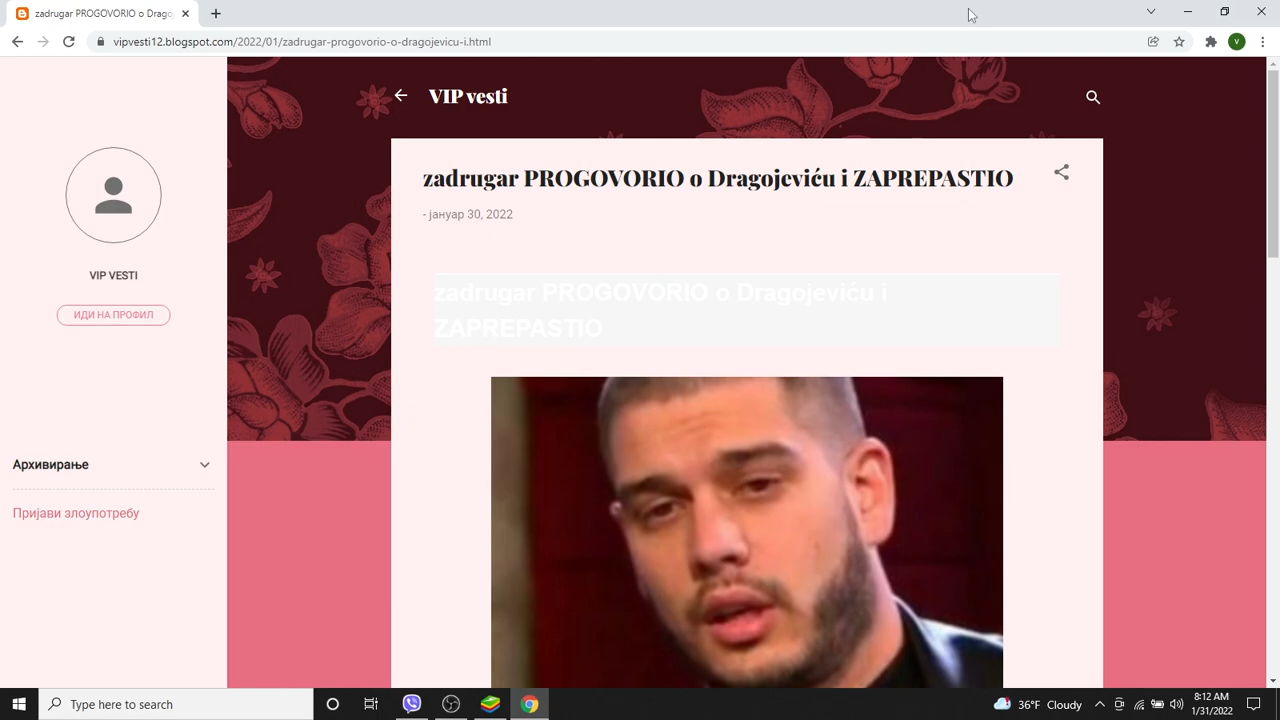 zadrugar PROGOVORIO o Drago
vipvesti12.blogspot.com/2022/01/zadrugar-progovorio-o-dragojevicu-i.html
V
VIP vesti
zadrugar PROGOVORIO o Dragojeviću i ZAPREPASTIO
- јануар 30, 2022
VIP VESTI
ИДИ НА ПРОФИЛ
zadrugar PROGOVORIO o Dragojeviću i
ZAPREPASTIO
Архивирање
Пријави злоупотребу
Type here to search
36°F Cloudy
8:12 AM
1/31/2022